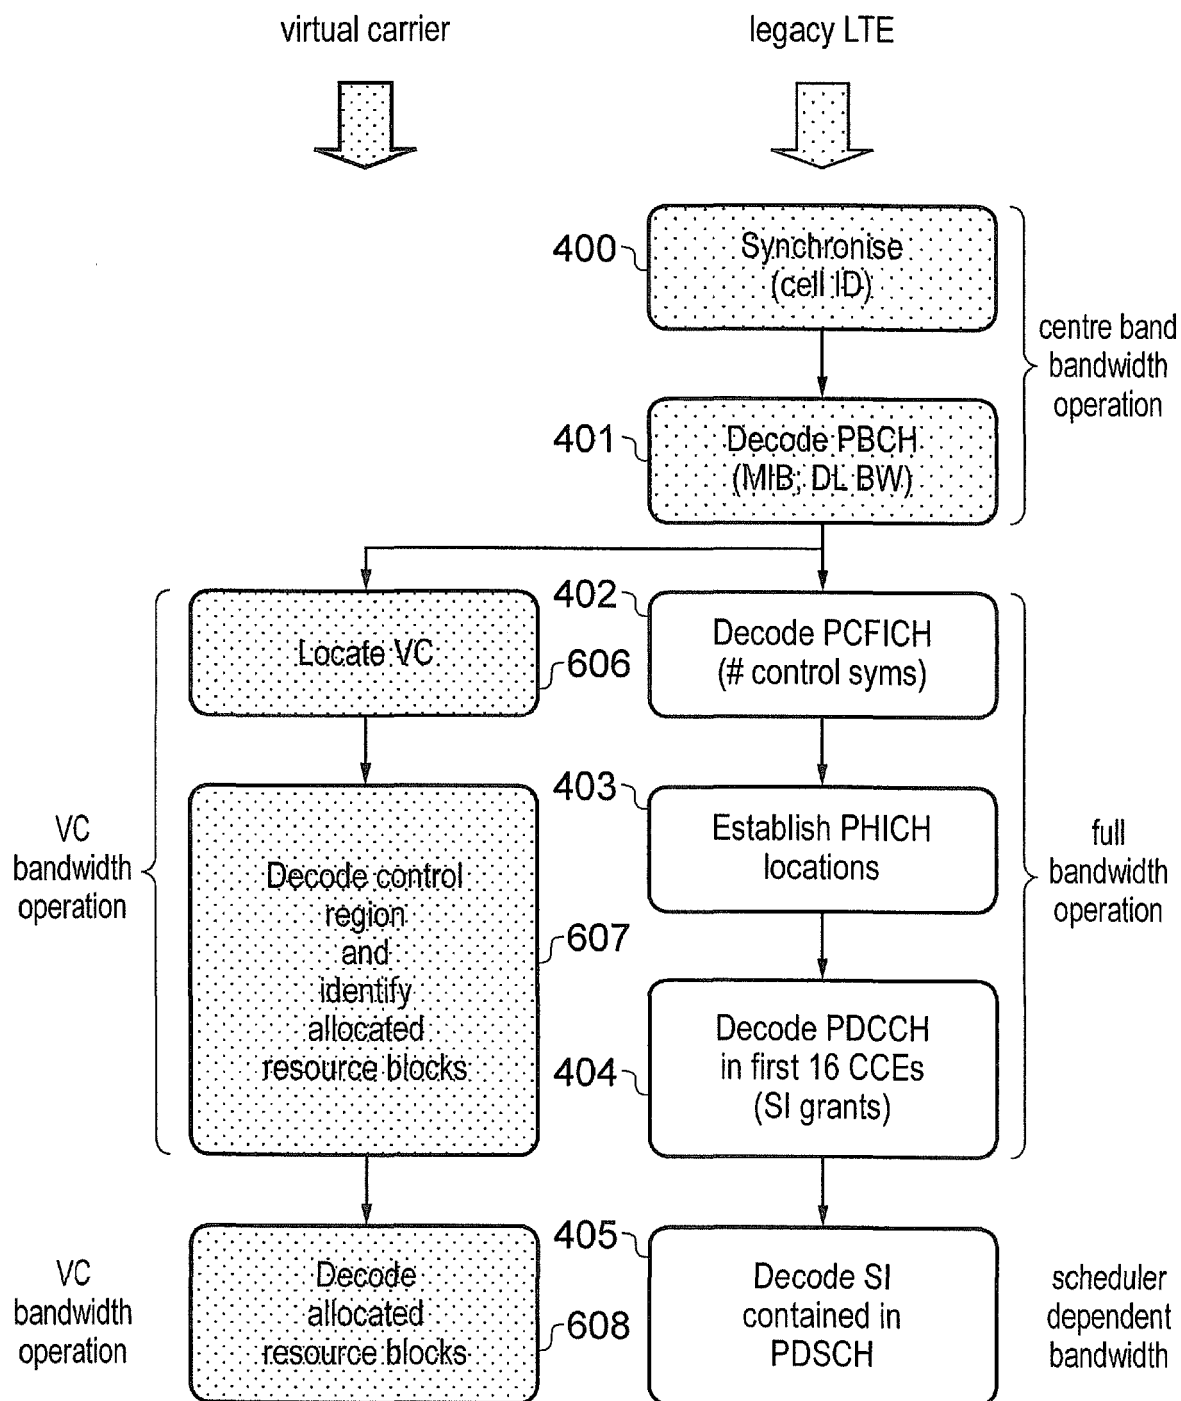 virtual carrier
legacy LTE
400
Synchronise
(cell ID)
centre band
bandwidth
operation
401
Decode PBCH
(MIB; DL BW)
Locate VC
606
402
Decode PCFICH
(# control syms)
VC
bandwidth
operation
Decode control
region
and
identify
allocated
resource blocks
607
403
Establish PHICH
locations
full
bandwidth
operation
404
Decode PDCCH
in first 16 CCEs
(SI grants)
VC
bandwidth
operation
Decode
allocated
resource blocks
608
405
Decode SI
contained in
PDSCH
scheduler
dependent
bandwidth